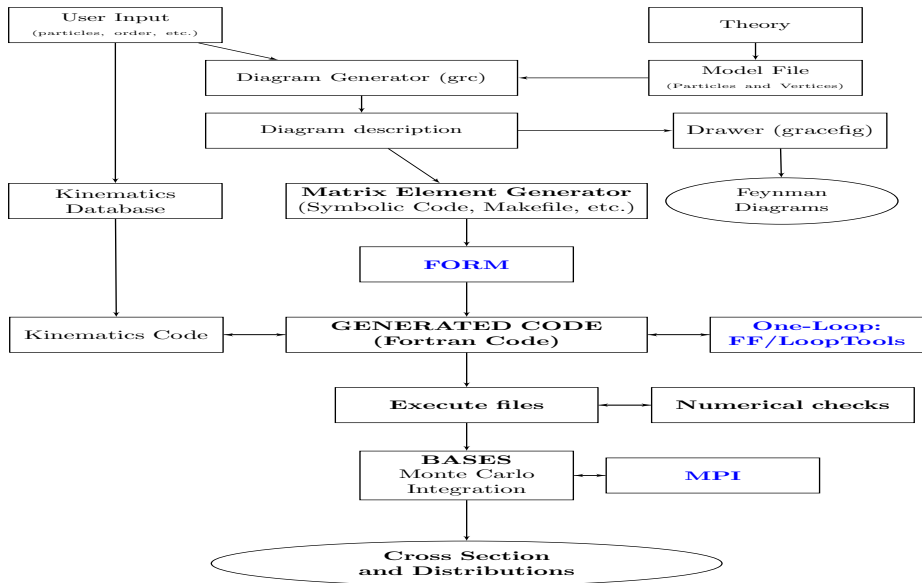 User Input
(particles, order, etc.)
Theory
Diagram Generator (grc)
Model File
(Particles and Vertices)
Diagram description
Drawer (gracefig)
Kinematics
Database
Matrix Element Generator
(Symbolic Code, Makefile, etc.)
Feynman
Diagrams
FORM
Kinematics Code
GENERATED CODE
(Fortran Code)
One-Loop:
FF/LoopTools
Execute files
Numerical checks
BASES
Monte Carlo
Integration
MPI
Cross Section
and Distributions